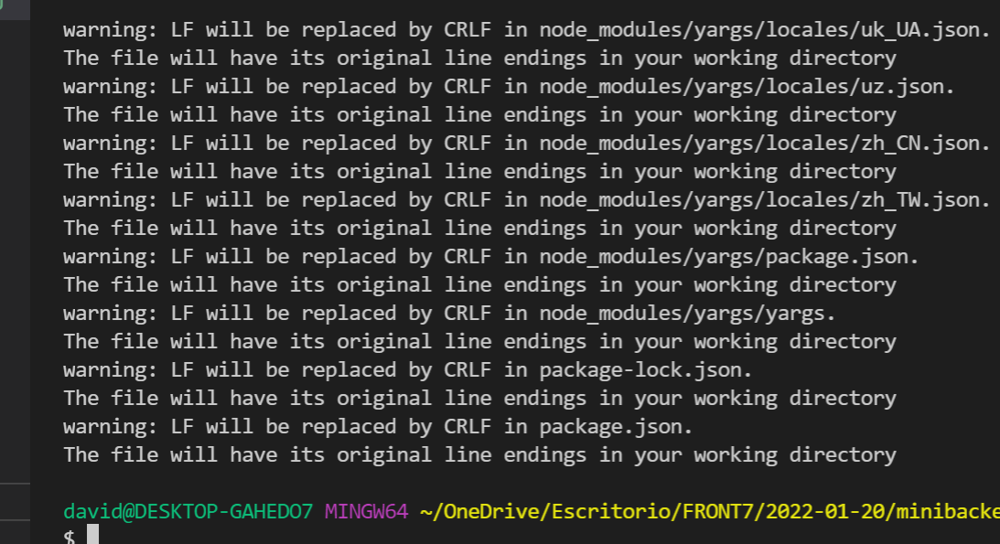 warning: LF will be replaced by CRLF in node_modules/yargs/locales/uk_UA.json.
The file will have its original line endings in your working directory
warning: LF will be replaced by CRLF in node_modules/yargs/locales/uz.json.
The file will have its original line endings in your working directory
warning: LF will be replaced by CRLF in node_modules/yargs/locales/zh_CN.json.
The file will have its original line endings in your working directory
warning: LF will be replaced by CRLF in node_modules/yargs/locales/zh_TW.json.
The file will have its original line endings in your working directory
warning: LF will be replaced by CRLF in node_modules/yargs/package.json.
The file will have its original line endings in your working directory
warning: LF will be replaced by CRLF in node_modules/yargs/yargs.
The file will have its original line endings in your working directory
warning: LF will be replaced by CRLF in package-lock.json.
The file will have its original line endings in your working directory
warning: LF will be replaced by CRLF in package.json.
The file will have its original line endings in your working directory
david@DESKTOP-GAHEDO7 MINGW64 ~/OneDrive/Escritorio/FRONT7/2022-01-20/minibacke
$